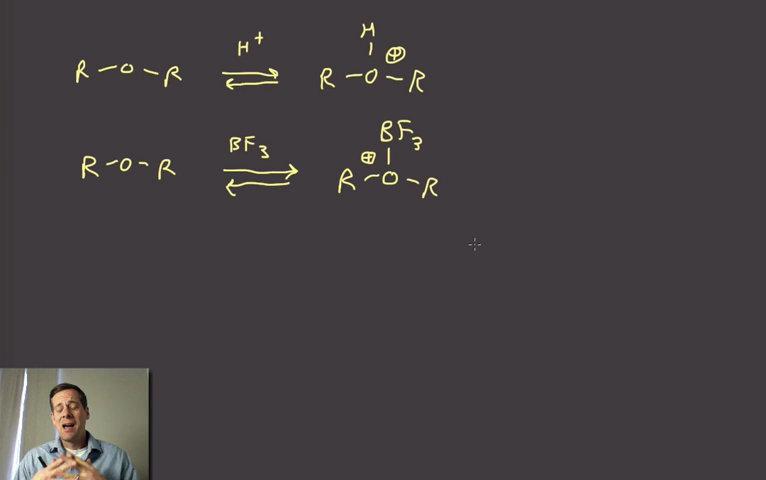 H
R-O-R H⁺ ⇌ R-O-R ⊕
BF₃
R-O-R BF₃ ⇌ ⊕ R-O-R